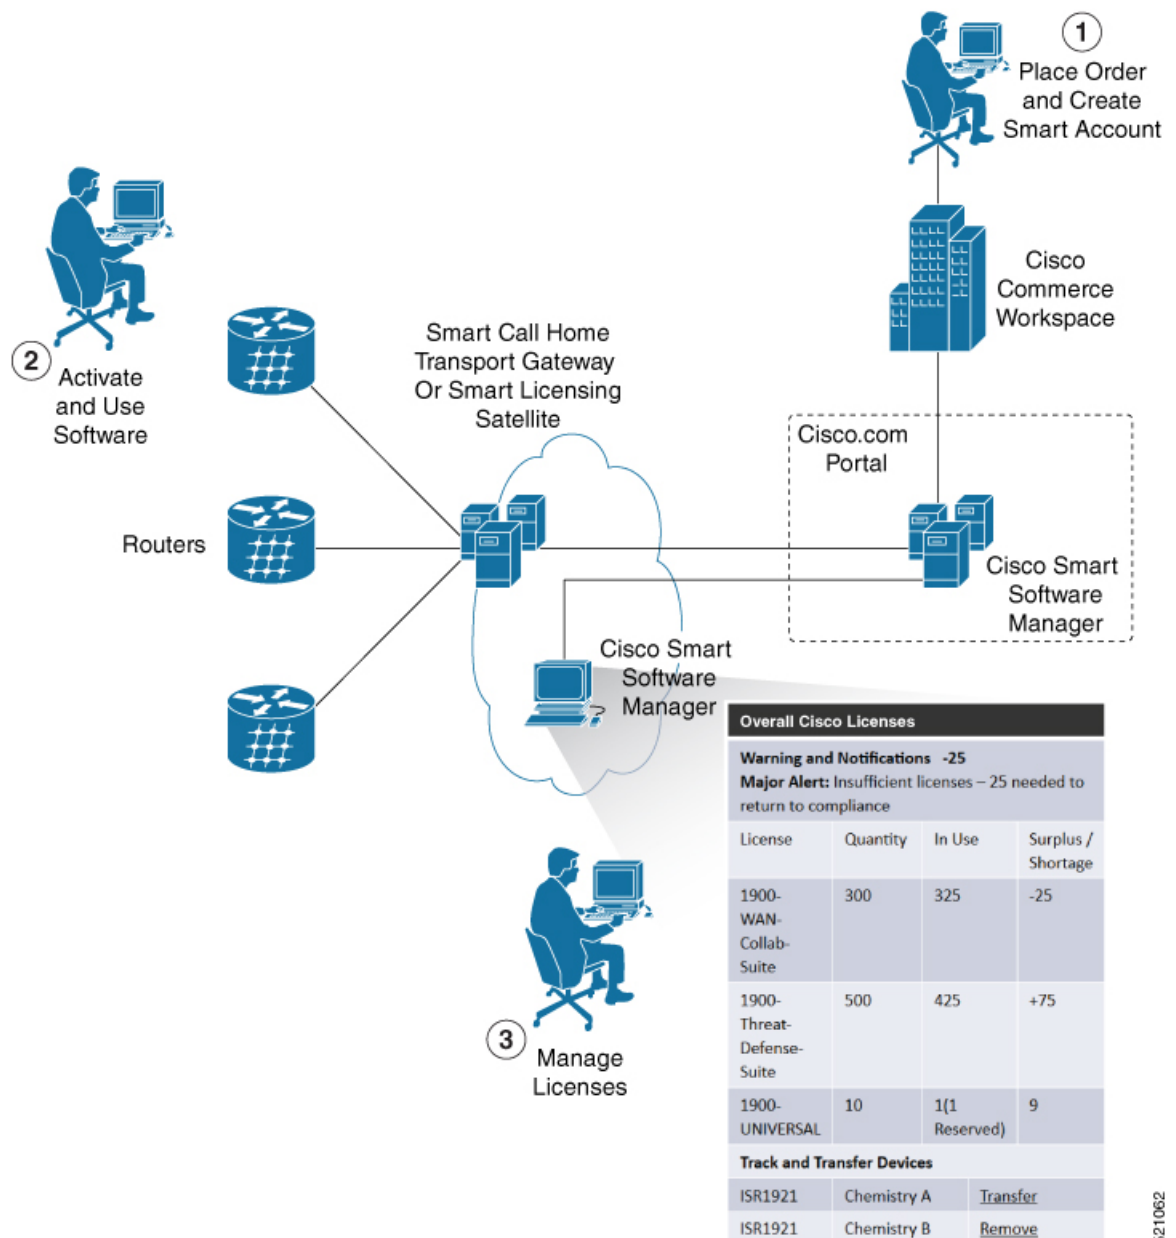 1
Place Order
and Create
Smart Account
Cisco
Commerce
Workspace
2
Activate
and Use
Software
Smart Call Home
Transport Gateway
Or Smart Licensing
Satellite
Cisco.com
Portal
Routers
Cisco Smart
Software
Manager
Cisco Smart
Software
Manager
Overall Cisco Licenses
Warning and Notifications -25
Major Alert: Insufficient licenses – 25 needed to
return to compliance
License Quantity In Use Surplus /
Shortage
1900- 300 325 -25
WAN-
Collab-
Suite
1900- 500 425 +75
Threat-
Defense-
Suite
1900- 10 1(1 9
UNIVERSAL Reserved)
Track and Transfer Devices
ISR1921 Chemistry A Transfer
ISR1921 Chemistry B Remove
3
Manage
Licenses